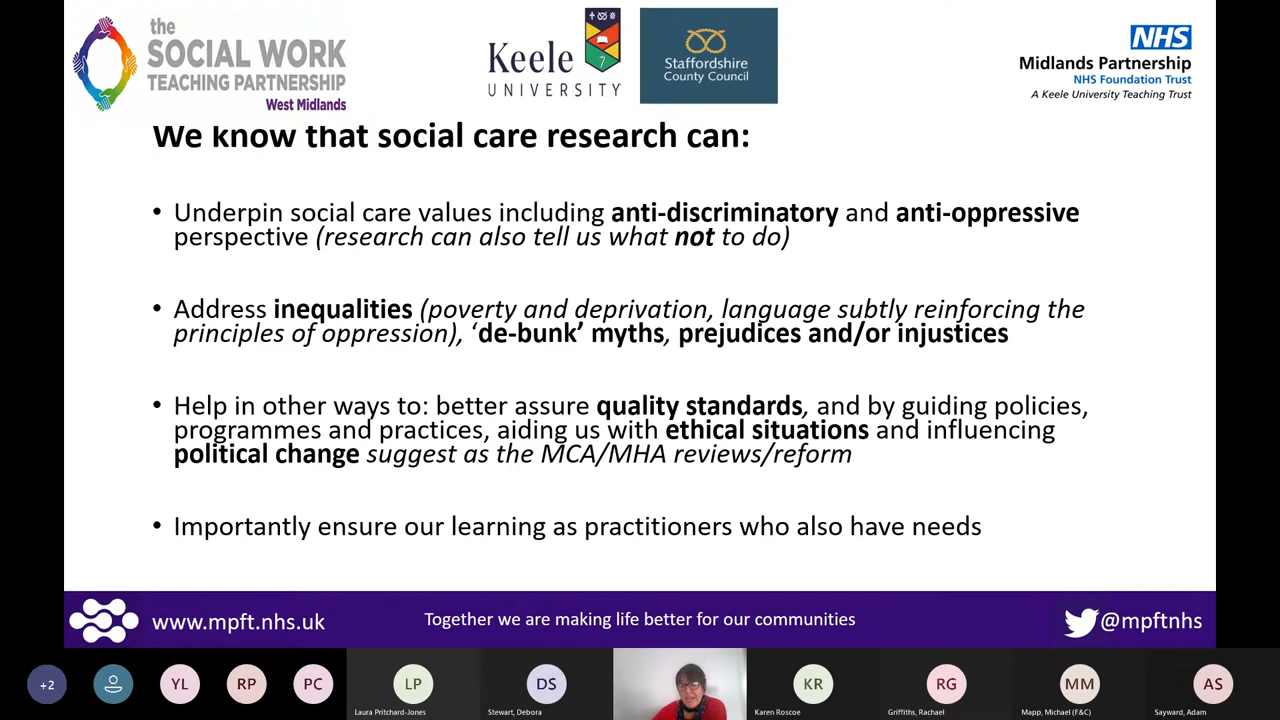 the
SOCIAL WORK
TEACHING PARTNERSHIP
West Midlands
Keele
UNIVERSITY
Staffordshire
County Council
NHS
Midlands Partnership
NHS Foundation Trust
A Keele University Teaching Trust
We know that social care research can:
• Underpin social care values including anti-discriminatory and anti-oppressive
perspective (research can also tell us what not to do)
• Address inequalities (poverty and deprivation, language subtly reinforcing the
principles of oppression), ‘de-bunk’ myths, prejudices and/or injustices
• Help in other ways to: better assure quality standards, and by guiding policies,
programmes and practices, aiding us with ethical situations and influencing
political change suggest as the MCA/MHA reviews/reform
• Importantly ensure our learning as practitioners who also have needs
www.mpft.nhs.uk
Together we are making life better for our communities
@mpftnhs
+2
YL
RP
PC
LP
DS
KR
RG
MM
AS
Laura Pritchard-Jones
Stewart, Debora
Karen Roscoe
Griffiths, Rachael
Mapp, Michael (F&C)
Sayward, Adam